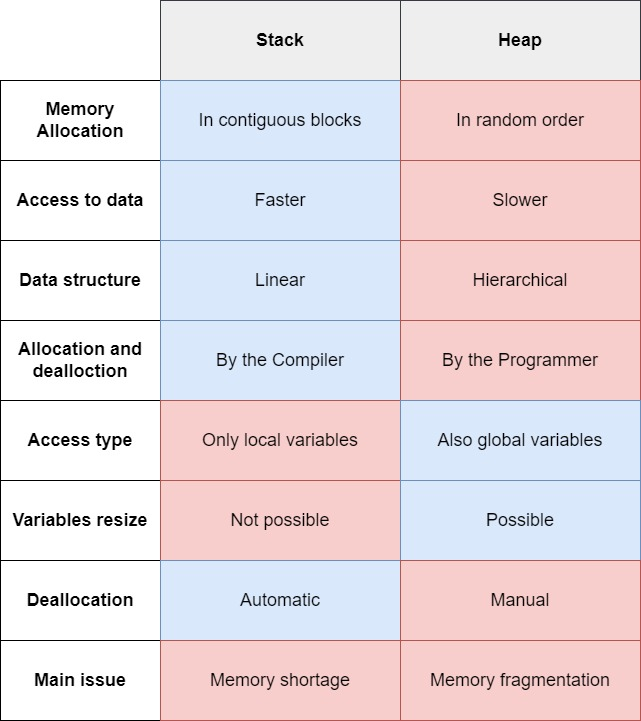 Stack
Heap
Memory
Allocation
In contiguous blocks
In random order
Access to data
Faster
Slower
Data structure
Linear
Hierarchical
Allocation and
dealloction
By the Compiler
By the Programmer
Access type
Only local variables
Also global variables
Variables resize
Not possible
Possible
Deallocation
Automatic
Manual
Main issue
Memory shortage
Memory fragmentation